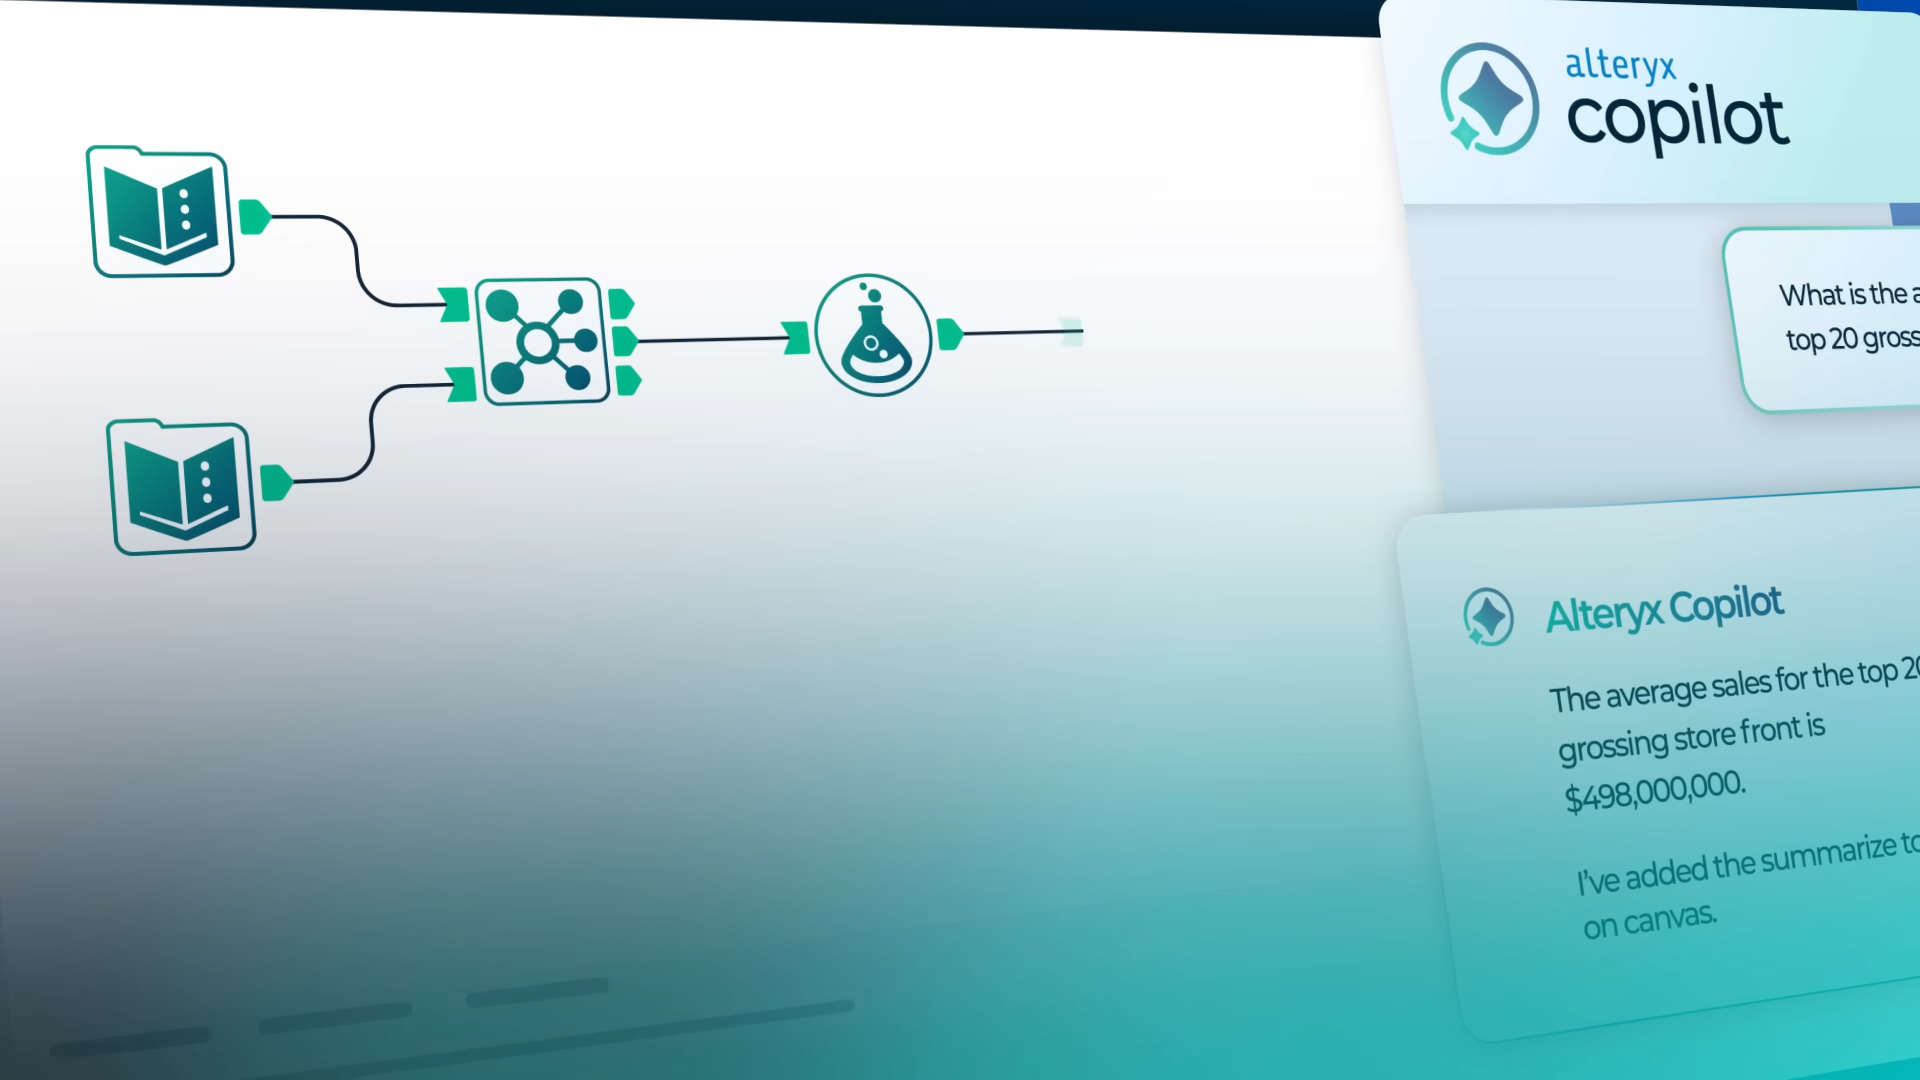 alteryx
copilot
What is the
top 20
Alteryx Copilot
The average sales for the top
grossing store front is
$498,000,000.
I've added the summarize
on canvas.